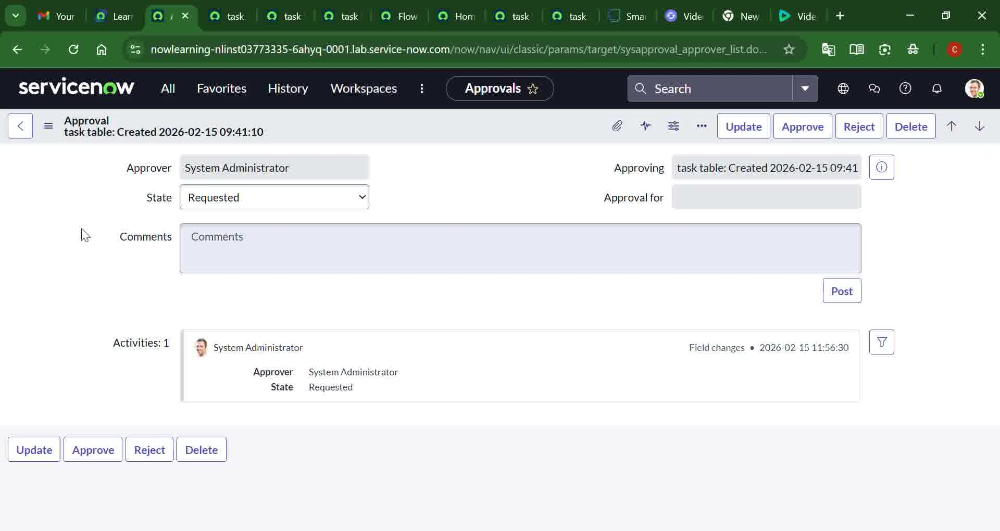 Your
Lear
task
task
task
Flow
Hom
task
task
Sma
Vide
New
Vide
nowlearning-nlinst03773335-6ahyq-0001.lab.service-now.com/now/nav/ui/classic/params/target/sysapproval_approver_list.do...
C
servicenow
All
Favorites
History
Workspaces
Approvals
Search
Approval
task table: Created 2026-02-15 09:41:10
Update
Approve
Reject
Delete
Approver
System Administrator
Approving
task table: Created 2026-02-15 09:41
State
Requested
Approval for
Comments
Comments
Post
Activities: 1
System Administrator
Field changes • 2026-02-15 11:56:30
Approver System Administrator
State Requested
Update
Approve
Reject
Delete